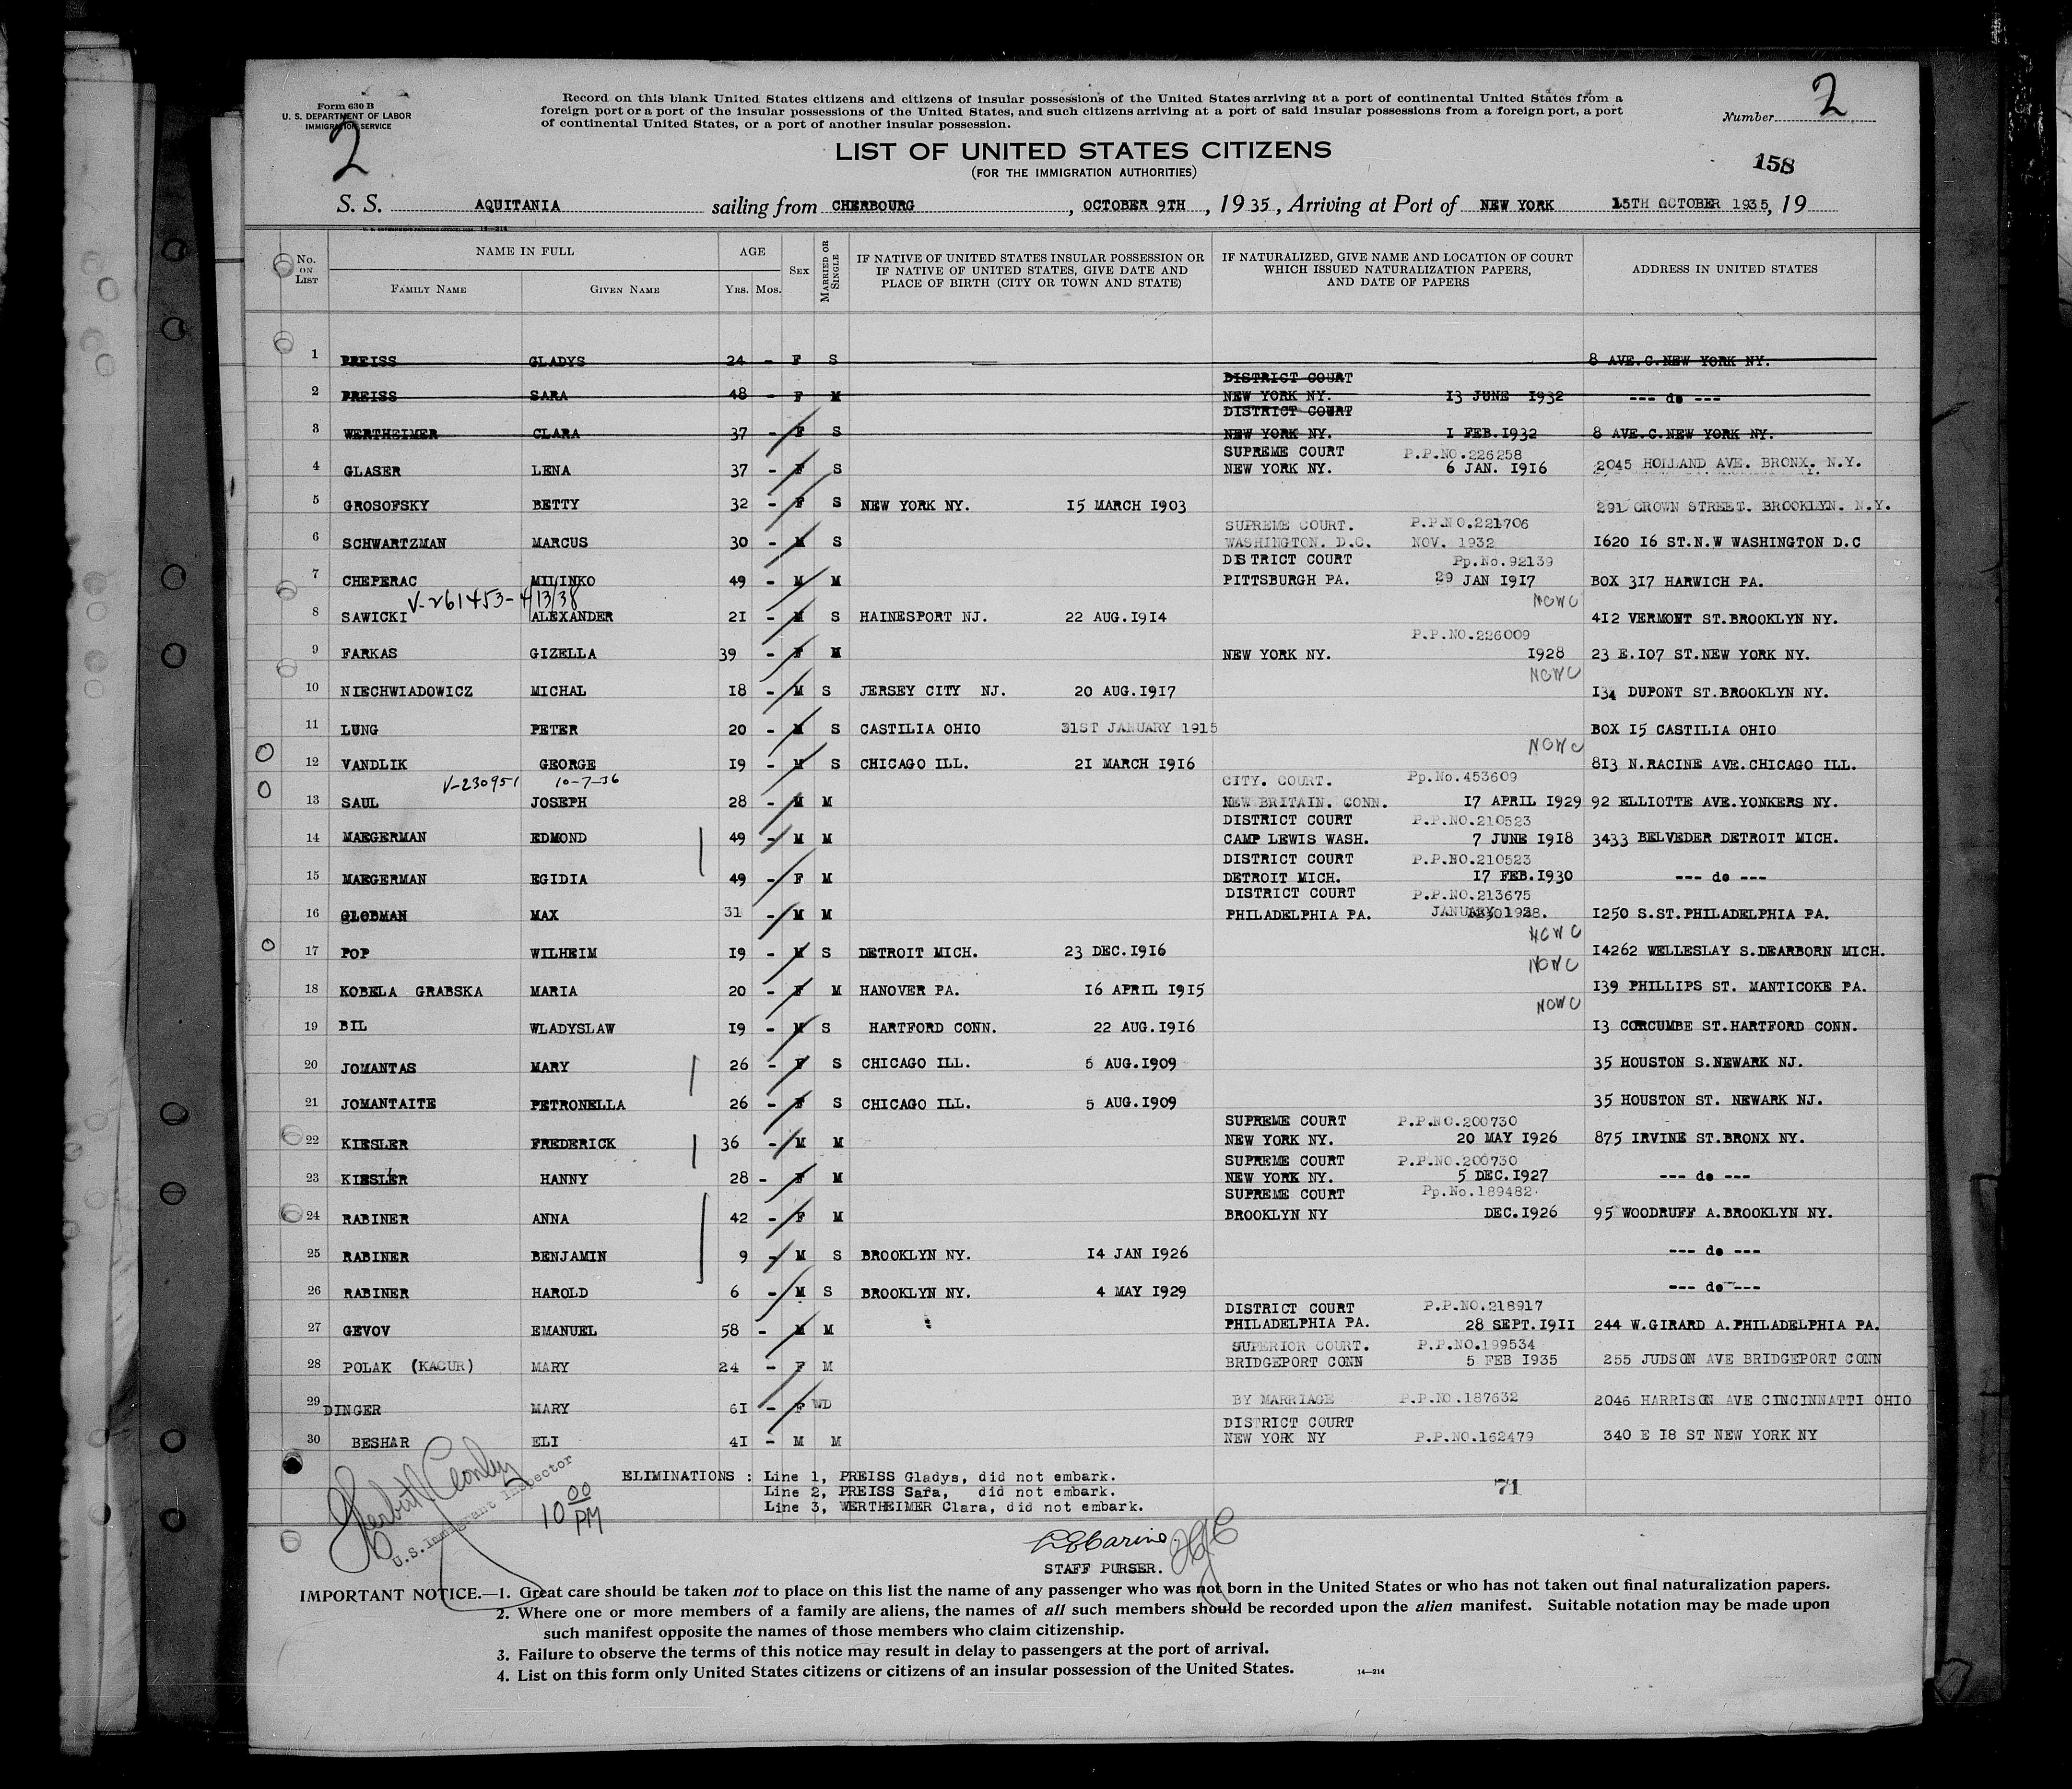 Form 630 B
U. S. DEPARTMENT OF LABOR
IMMIGRATION SERVICE
2
Record on this blank United States citizens and citizens of insular possessions of the United States arriving at a port of continental United States from a
foreign port or a port of the insular possessions of the United States, and such citizens arriving at a port of said insular possessions from a foreign port, a port
of continental United States, or a port of another insular possession.
Number 2
LIST OF UNITED STATES CITIZENS
(FOR THE IMMIGRATION AUTHORITIES)
158
S. S. AQUITANIA sailing from CHERBOURG, OCTOBER 9TH, 1935, Arriving at Port of NEW YORK 15TH OCTOBER 1935, 19
No. ON LIST NAME IN FULL FAMILY NAME GIVEN NAME AGE YRS. MOS. SEX MARRIED OR SINGLE IF NATIVE OF UNITED STATES INSULAR POSSESSION OR IF NATIVE OF UNITED STATES, GIVE DATE AND PLACE OF BIRTH (CITY OR TOWN AND STATE) IF NATURALIZED, GIVE NAME AND LOCATION OF COURT WHICH ISSUED NATURALIZATION PAPERS, AND DATE OF PAPERS ADDRESS IN UNITED STATES
1 PREISS GLADYS 24 - F S 8 AVE.C.NEW YORK NY.
DISTRICT COURT
2 PREISS SARA 48 - F M NEW YORK NY. 13 JUNE 1932 --- do ---
DISTRICT COURT
3 WERTHEIMER CLARA 37 - F S NEW YORK NY. 1 FEB.1932 8 AVE.C.NEW YORK NY.
SUPREME COURT P.P.NO.226258
4 GLASER LENA 37 - F S NEW YORK NY. 6 JAN. 1916 2045 HOLLAND AVE. BRONX. N.Y.
5 GROSOFSKY BETTY 32 - F S NEW YORK NY. 15 MARCH 1903 291 CROWN STREET. BROOKLYN. N.Y.
SUPREME COURT. P.P.NO.221706
6 SCHWARTZMAN MARCUS 30 - M S WASHINGTON. D.C. NOV. 1932 1620 16 ST.N.W WASHINGTON D.C
DISTRICT COURT Pp.No.92139
7 CHEPERAC MILINKO 49 - M M PITTSBURGH PA. 29 JAN 1917 BOX 317 HARWICH PA.
V-261453-4/13/38 NOWC
8 SAWICKI ALEXANDER 21 - M S HAINESPORT NJ. 22 AUG.1914 412 VERMONT ST.BROOKLYN NY.
P.P.NO.226009
9 FARKAS GIZELLA 39 - F M NEW YORK NY. 1928 23 E.107 ST.NEW YORK NY.
NOWC
10 NIECHWIADOWICZ MICHAL 18 - M S JERSEY CITY NJ. 20 AUG.1917 134 DUPONT ST.BROOKLYN NY.
11 LUNG PETER 20 - M S CASTILIA OHIO 31ST JANUARY 1915 BOX 15 CASTILIA OHIO
NOWC
12 VANDLIK GEORGE 19 - M S CHICAGO ILL. 21 MARCH 1916 813 N.RACINE AVE.CHICAGO ILL.
V-230951 10-7-36 CITY. COURT. Pp.No.453609
13 SAUL JOSEPH 28 - M M NEW BRITAIN. CONN. 17 APRIL 1929 92 ELLIOTTE AVE.YONKERS NY.
DISTRICT COURT P.P.NO.210523
14 MAEGERMAN EDMOND 49 - M M CAMP LEWIS WASH. 7 JUNE 1918 3433 BELVEDER DETROIT MICH.
DISTRICT COURT P.P.NO.210523
15 MAEGERMAN EGIDIA 49 - F M DETROIT MICH. 17 FEB.1930 --- do ---
DISTRICT COURT P.P.NO.213675
16 GLOBMAN MAX 31 - M M PHILADELPHIA PA. JANUARY 1928. 1250 S.ST.PHILADELPHIA PA.
NOWC
17 POP WILHEIM 19 - M S DETROIT MICH. 23 DEC.1916 14262 WELLESLAY S.DEARBORN MICH.
NOWC
18 KOBELA GRABSKA MARIA 20 - F M HANOVER PA. 16 APRIL 1915 139 PHILLIPS ST. MANTICOKE PA.
NOWC
19 BIL WLADYSLAW 19 - M S HARTFORD CONN. 22 AUG.1916 13 CORCUMBE ST.HARTFORD CONN.
20 JOMANTAS MARY 26 - F S CHICAGO ILL. 5 AUG.1909 35 HOUSTON S.NEWARK NJ.
21 JOMANTAITE PETRONELLA 26 - F S CHICAGO ILL. 5 AUG.1909 35 HOUSTON ST. NEWARK NJ.
SUPREME COURT P.P.NO.200730
22 KIESLER FREDERICK 36 - M M NEW YORK NY. 20 MAY 1926 875 IRVINE ST.BRONX NY.
SUPREME COURT P.P.NO.200730
23 KIESLER HANNY 28 - F M NEW YORK NY. 5 DEC.1927 --- do ---
SUPREME COURT Pp.No.189482.
24 RABINER ANNA 42 - F M BROOKLYN NY DEC.1926 95 WOODRUFF A.BROOKLYN NY.
25 RABINER BENJAMIN 9 - M S BROOKLYN NY. 14 JAN 1926 --- do ---
26 RABINER HAROLD 6 - M S BROOKLYN NY. 4 MAY 1929 --- do ---
DISTRICT COURT P.P.NO.218917
27 GEVOV EMANUEL 58 - M M PHILADELPHIA PA. 28 SEPT.1911 244 W.GIRARD A.PHILADELPHIA PA.
SUPERIOR COURT. P.P.NO.199534
28 POLAK (KACUR) MARY 24 - F M BRIDGEPORT CONN 5 FEB 1935 255 JUDSON AVE BRIDGEPORT CONN
29 DINGER MARY 61 - F WD BY MARRIAGE P.P.NO.187632 2046 HARRISON AVE CINCINNATTI OHIO
DISTRICT COURT
30 BESHAR ELI 41 - M M NEW YORK NY P.P.NO.162479 340 E 18 ST NEW YORK NY
ELIMINATIONS : Line 1, PREISS Gladys, did not embark.
Line 2, PREISS Sara, did not embark.
Line 3, WERTHEIMER Clara, did not embark.
71
U.S. Immigrant Inspector
10 00 PM
STAFF PURSER.
IMPORTANT NOTICE.—1. Great care should be taken not to place on this list the name of any passenger who was not born in the United States or who has not taken out final naturalization papers.
2. Where one or more members of a family are aliens, the names of all such members should be recorded upon the alien manifest. Suitable notation may be made upon
such manifest opposite the names of those members who claim citizenship.
3. Failure to observe the terms of this notice may result in delay to passengers at the port of arrival.
4. List on this form only United States citizens or citizens of an insular possession of the United States.
14—214